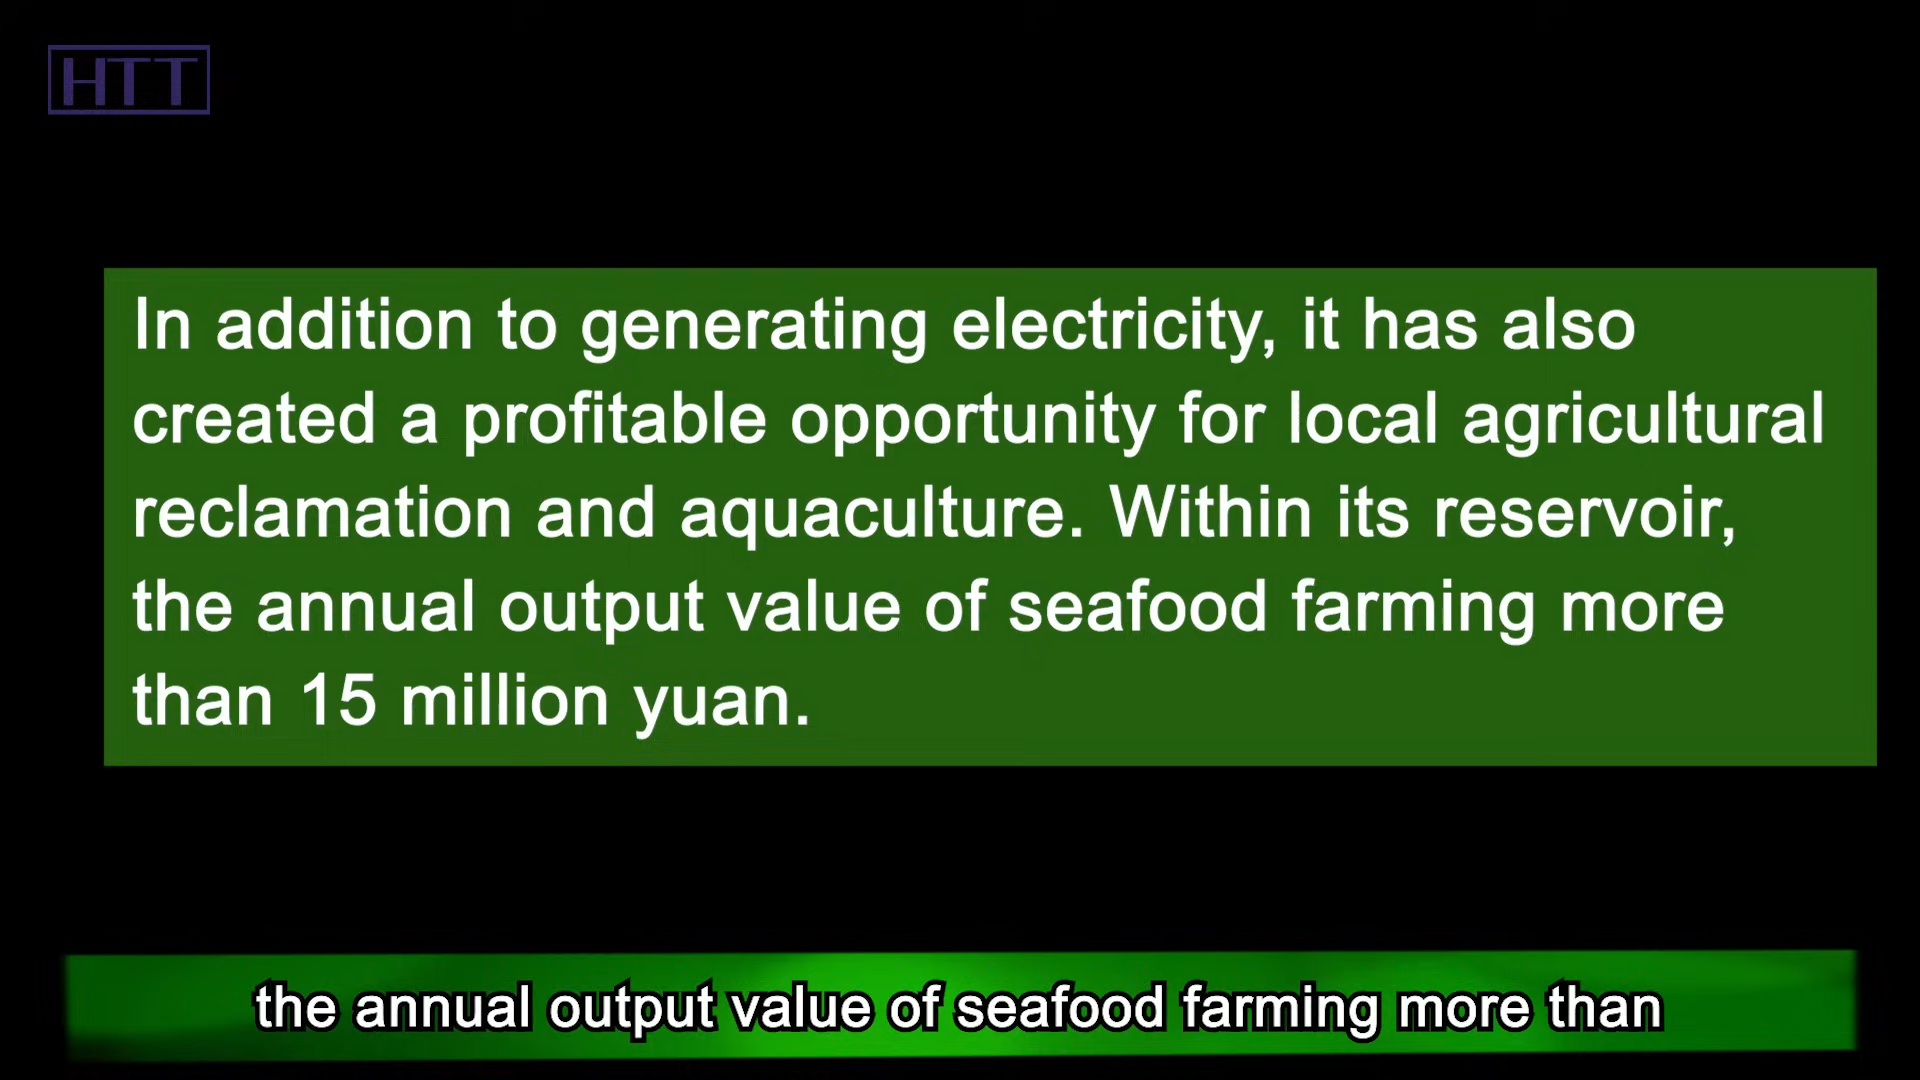 HTT
In addition to generating electricity, it has also
created a profitable opportunity for local agricultural
reclamation and aquaculture. Within its reservoir,
the annual output value of seafood farming more
than 15 million yuan.
the annual output value of seafood farming more than